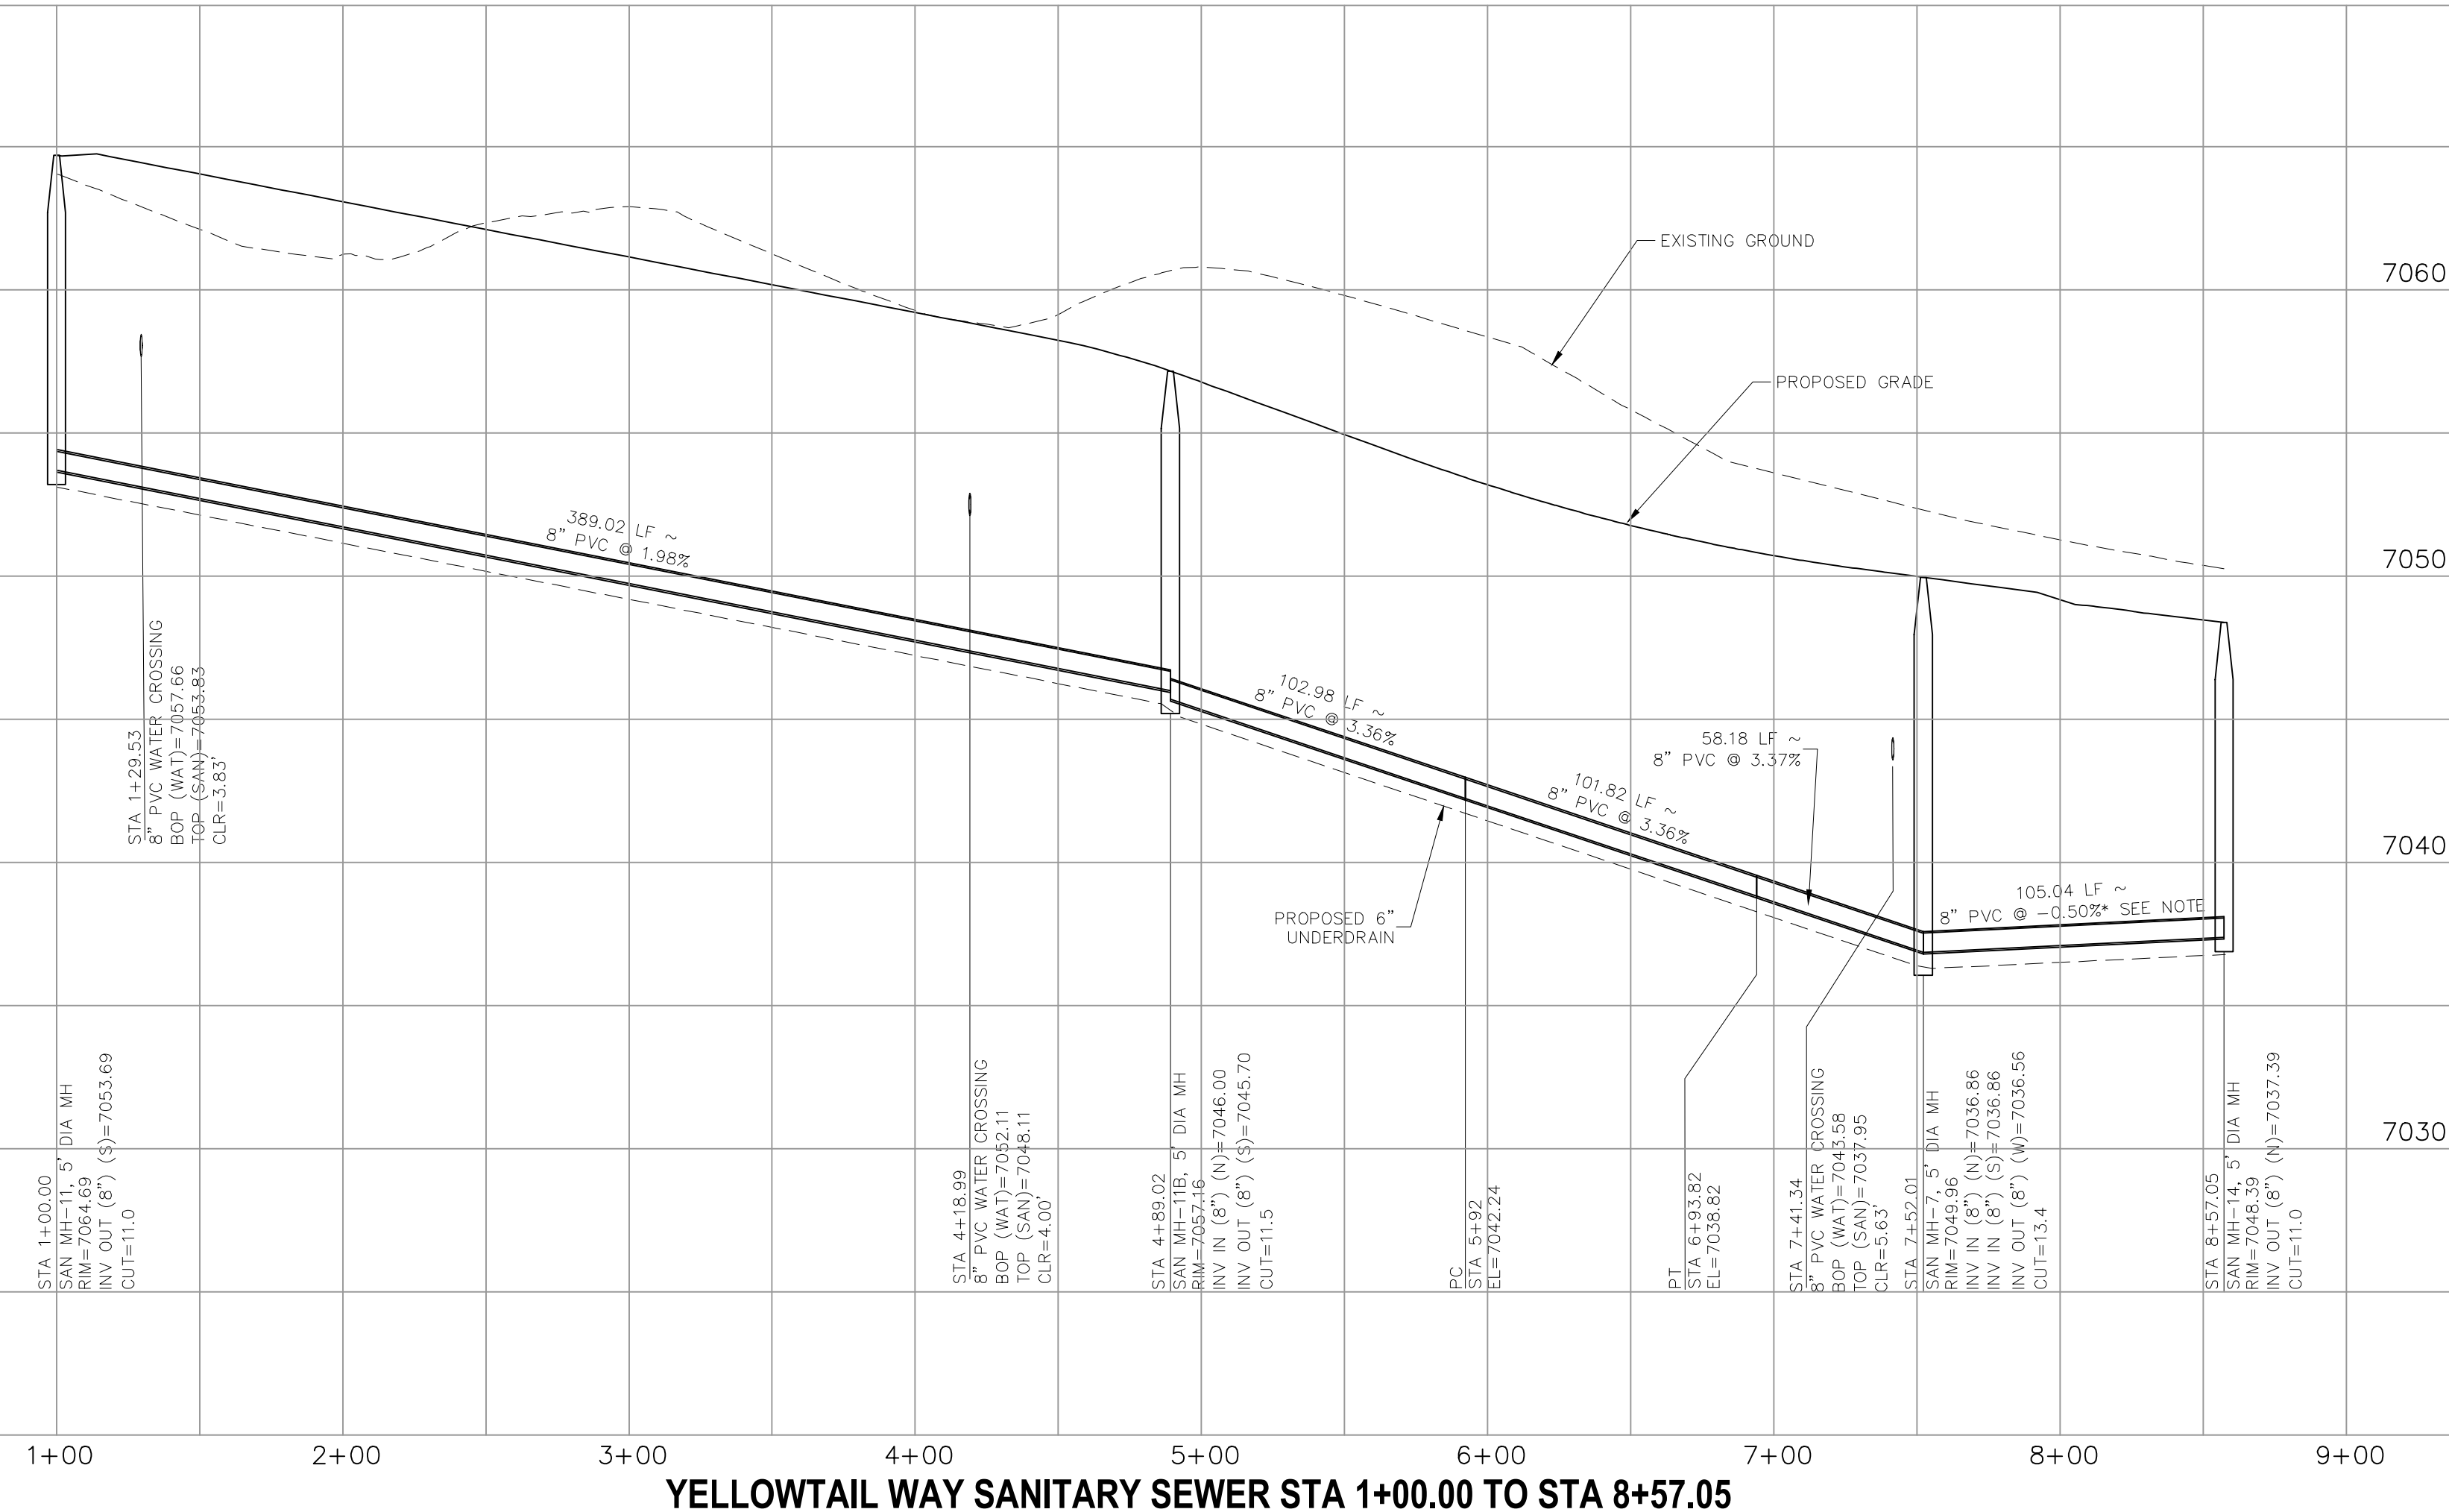 EXISTING GROUND
7060
PROPOSED GRADE
389.02 LF ~
8" PVC @ 1.98%
7050
STA 1+29.53
8" PVC WATER CROSSING
BOP (WAT)=7057.66
TOP (SAN)=7053.83
CLR=3.83'
102.98 LF ~
8" PVC @ 3.36%
58.18 LF ~
8" PVC @ 3.37%
101.82 LF ~
8" PVC @ 3.36%
7040
PROPOSED 6"
UNDERDRAIN
105.04 LF ~
8" PVC @ -0.50%* SEE NOTE
7030
STA 1+00.00
SAN MH-11, 5' DIA MH
RIM=7064.69
INV OUT (8") (S)=7053.69
CUT=11.0
STA 4+18.99
8" PVC WATER CROSSING
BOP (WAT)=7052.11
TOP (SAN)=7048.11
CLR=4.00'
STA 4+89.02
SAN MH-11B, 5' DIA MH
RIM=7057.16
INV IN (8") (N)=7046.00
INV OUT (8") (S)=7045.70
CUT=11.5
PC
STA 5+92
EL=7042.24
PT
STA 6+93.82
EL=7038.82
STA 7+41.34
8" PVC WATER CROSSING
BOP (WAT)=7043.58
TOP (SAN)=7037.95
CLR=5.63'
STA 7+52.01
SAN MH-7, 5' DIA MH
RIM=7049.96
INV IN (8") (N)=7036.86
INV IN (8") (S)=7036.86
INV OUT (8") (W)=7036.56
CUT=13.4
STA 8+57.05
SAN MH-14, 5' DIA MH
RIM=7048.39
INV OUT (8") (N)=7037.39
CUT=11.0
1+00
2+00
3+00
4+00
5+00
6+00
7+00
8+00
9+00
YELLOWTAIL WAY SANITARY SEWER STA 1+00.00 TO STA 8+57.05